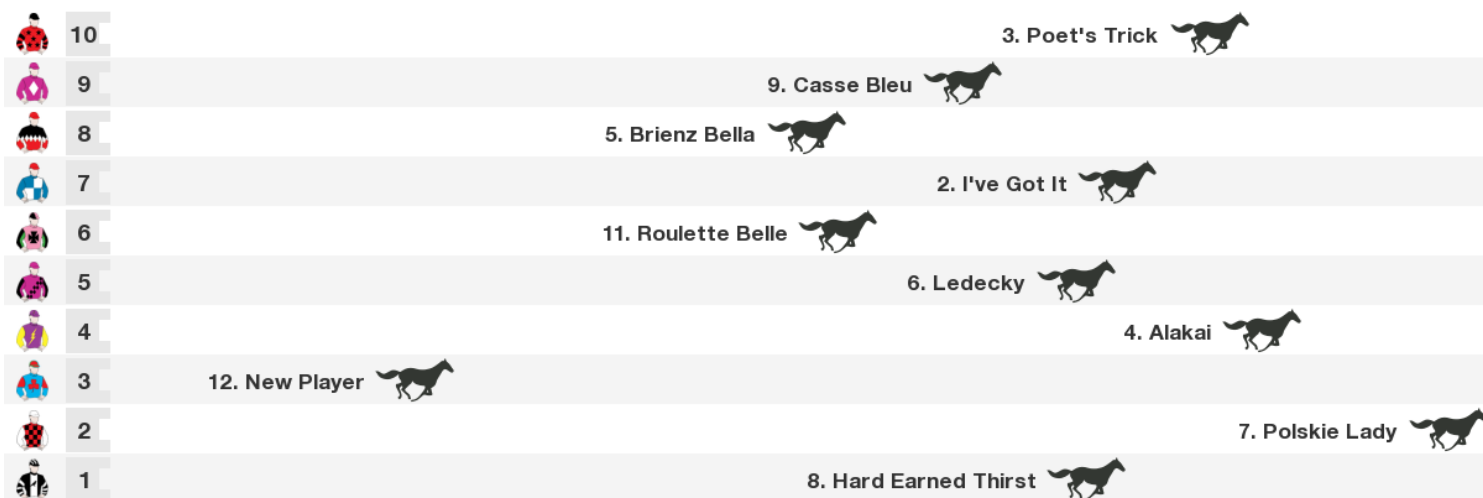 10 3. Poet's Trick
9 9. Casse Bleu
8 5. Brienz Bella
7 2. I've Got It
6 11. Roulette Belle
5 6. Ledecky
4 4. Alakai
3 12. New Player
2 7. Polskie Lady
1 8. Hard Earned Thirst